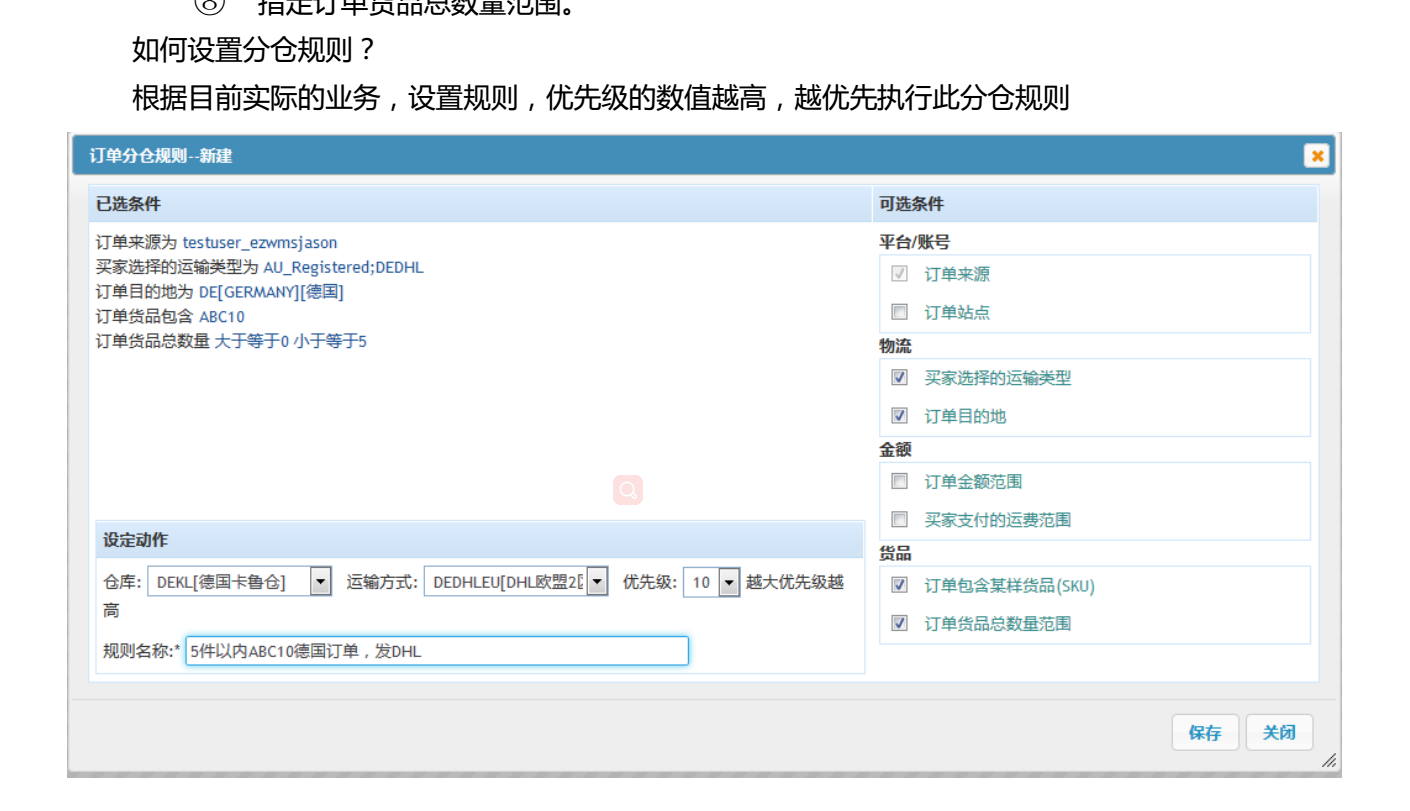 ⑧ 指定订单货品总数量范围。
如何设置分仓规则？
根据目前实际的业务，设置规则，优先级的数值越高，越优先执行此分仓规则
订单分仓规则--新建
已选条件
订单来源为 testuser_ezwmsjason
买家选择的运输类型为 AU_Registered;DEDHL
订单目的地为 DE[GERMANY][德国]
订单货品包含 ABC10
订单货品总数量 大于等于0 小于等于5
设定动作
仓库: DEKL[德国卡鲁仓] 运输方式: DEDHLEU[DHL欧盟2区 优先级: 10 越大优先级越
高
规则名称:* 5件以内ABC10德国订单，发DHL
可选条件
平台/账号
订单来源
订单站点
物流
买家选择的运输类型
订单目的地
金额
订单金额范围
买家支付的运费范围
货品
订单包含某样货品(SKU)
订单货品总数量范围
保存 关闭